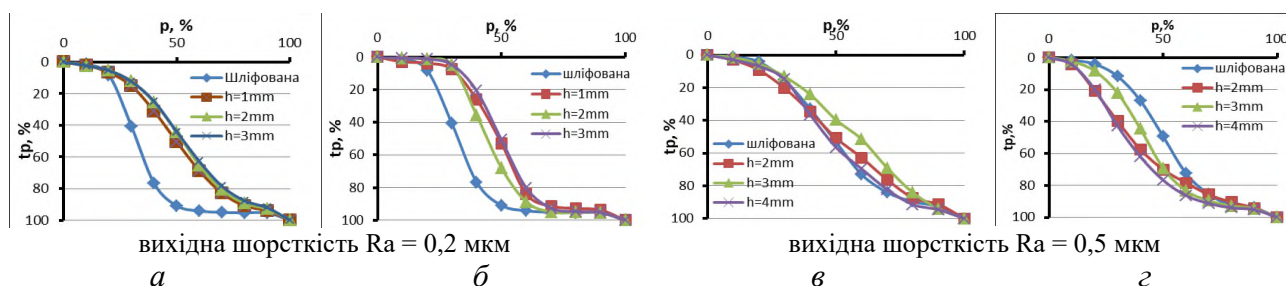 p, %
0 50 100
0
20
40
60
80
100
tp, %
Шліфована
h=1mm
h=2mm
h=3mm
p, %
0 50 100
0
20
40
60
80
100
tp, %
шліфована
h=1mm
h=2mm
h=3mm
p, %
0 50 100
0
20
40
60
80
100
tp, %
шліфована
h=2mm
h=3mm
h=4mm
p, %
0 50 100
0
20
40
60
80
100
tp,%
шліфована
h=2mm
h=3mm
h=4mm
вихідна шорсткість Ra = 0,2 мкм вихідна шорсткість Ra = 0,5 мкм
а б в г